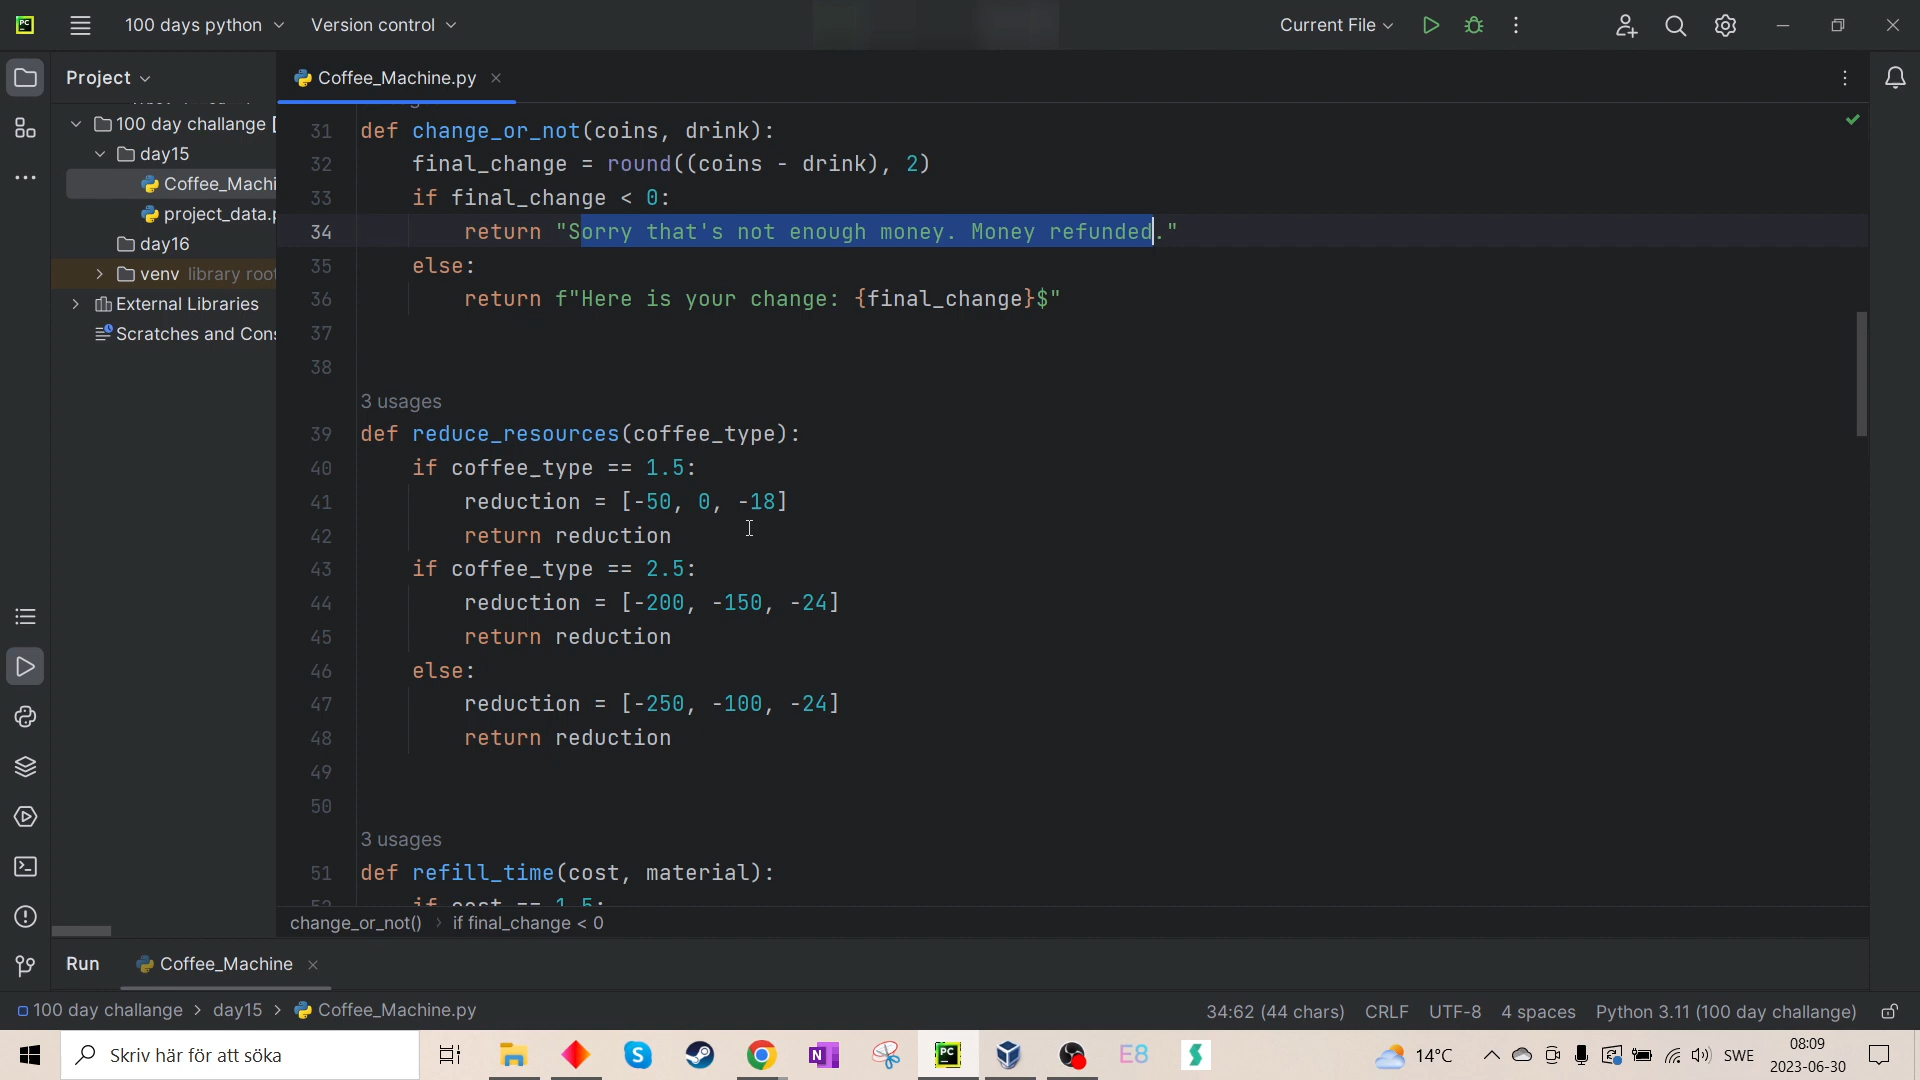 100 days python
Version control
Current File
Project
Coffee_Machine.py
100 day challange [
day15
Coffee_Machi
project_data.p
day16
venv library root
External Libraries
Scratches and Cons
31 def change_or_not(coins, drink):
32 final_change = round((coins - drink), 2)
33 if final_change < 0:
34 return "Sorry that's not enough money. Money refunded."
35 else:
36 return f"Here is your change: {final_change}$"
37
38
3 usages
39 def reduce_resources(coffee_type):
40 if coffee_type == 1.5:
41 reduction = [-50, 0, -18]
42 return reduction
43 if coffee_type == 2.5:
44 reduction = [-200, -150, -24]
45 return reduction
46 else:
47 reduction = [-250, -100, -24]
48 return reduction
49
50
3 usages
51 def refill_time(cost, material):
52 if cost == 1.5:
change_or_not() > if final_change < 0
Run
Coffee_Machine
100 day challange > day15 > Coffee_Machine.py
34:62 (44 chars) CRLF UTF-8 4 spaces Python 3.11 (100 day challange)
Skriv här för att söka
E8
14°C
SWE
08:09
2023-06-30